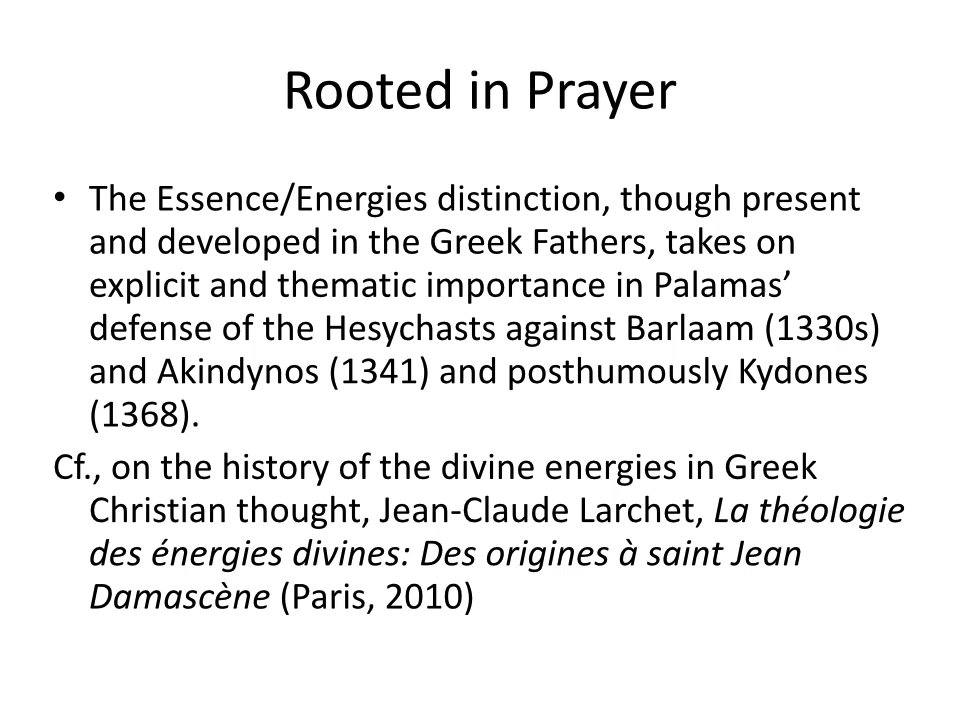 Rooted in Prayer
• The Essence/Energies distinction, though present
and developed in the Greek Fathers, takes on
explicit and thematic importance in Palamas’
defense of the Hesychasts against Barlaam (1330s)
and Akindynos (1341) and posthumously Kydones
(1368).
Cf., on the history of the divine energies in Greek
Christian thought, Jean-Claude Larchet, La théologie
des énergies divines: Des origines à saint Jean
Damascène (Paris, 2010)